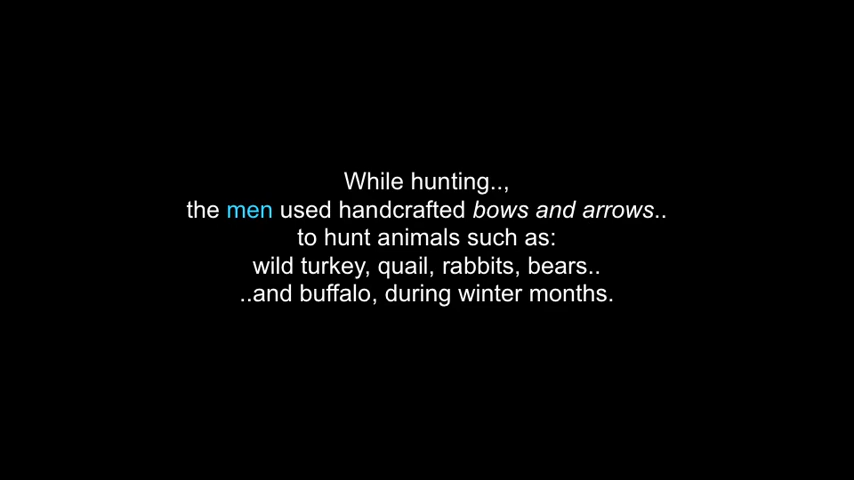 While hunting..,
the men used handcrafted bows and arrows..
to hunt animals such as:
wild turkey, quail, rabbits, bears..
..and buffalo, during winter months.